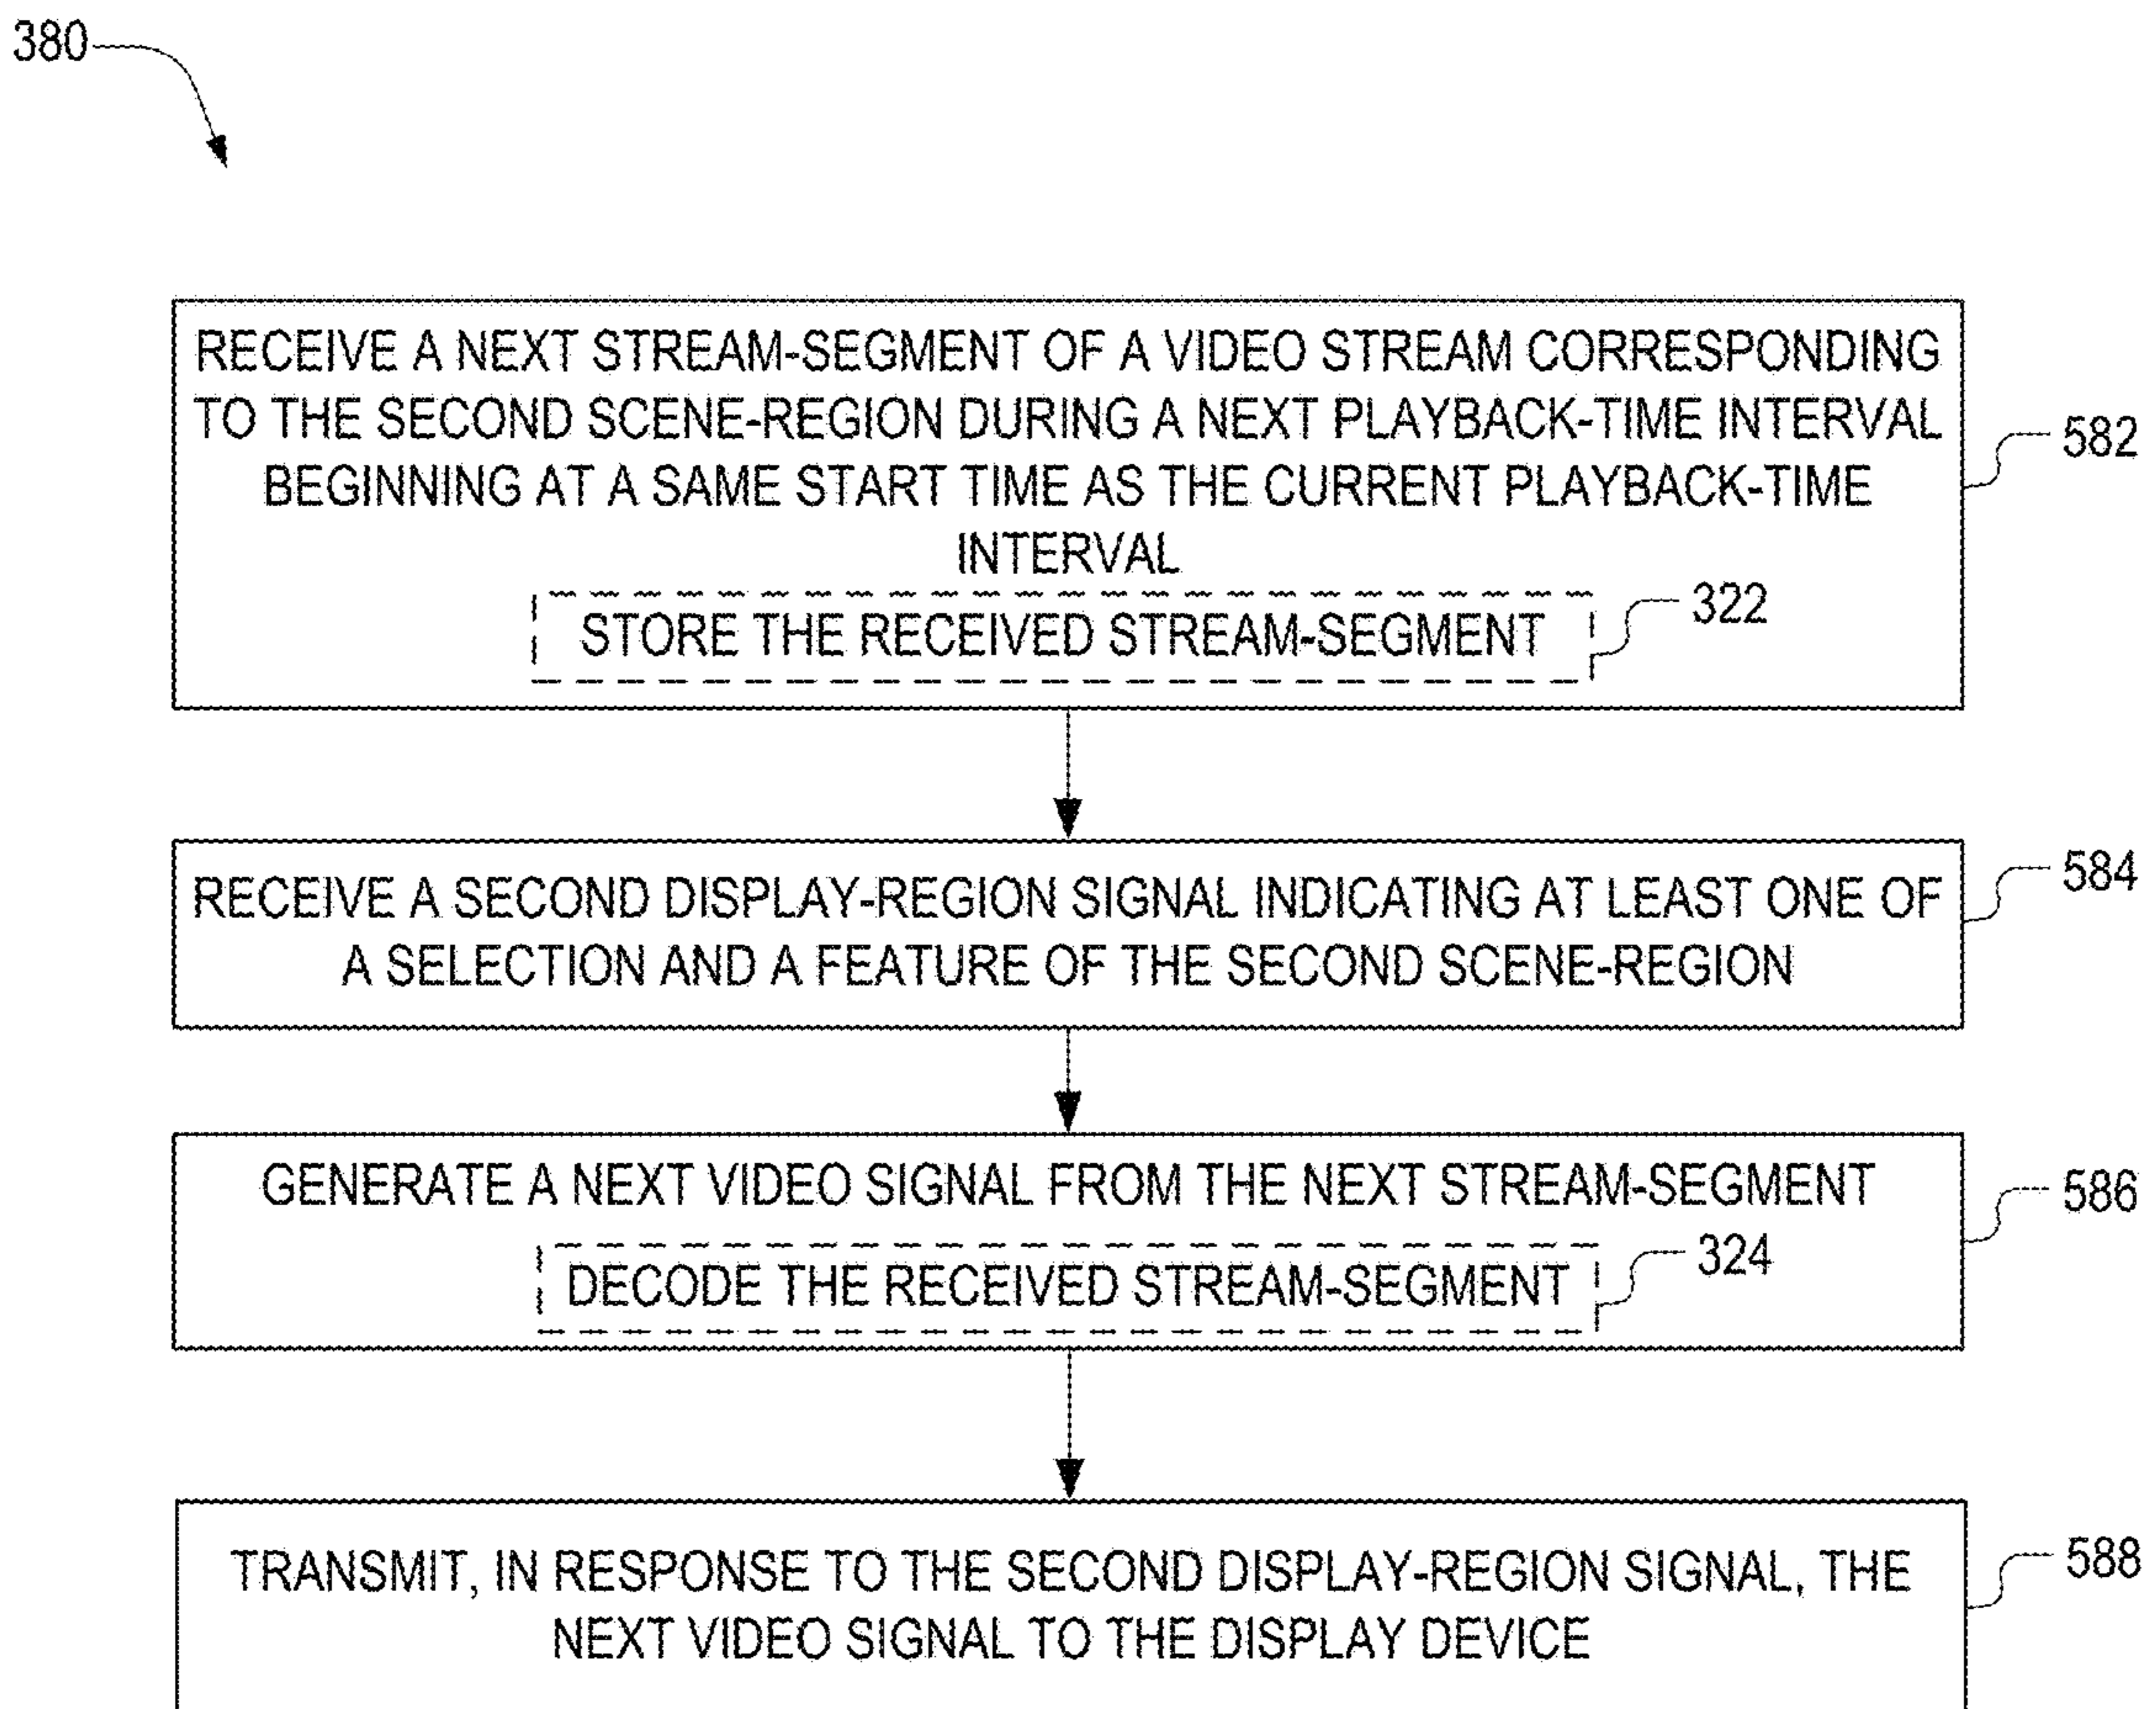 380
RECEIVE A NEXT STREAM-SEGMENT OF A VIDEO STREAM CORRESPONDING
TO THE SECOND SCENE-REGION DURING A NEXT PLAYBACK-TIME INTERVAL
BEGINNING AT A SAME START TIME AS THE CURRENT PLAYBACK-TIME
INTERVAL
582
STORE THE RECEIVED STREAM-SEGMENT
322
RECEIVE A SECOND DISPLAY-REGION SIGNAL INDICATING AT LEAST ONE OF
A SELECTION AND A FEATURE OF THE SECOND SCENE-REGION
584
GENERATE A NEXT VIDEO SIGNAL FROM THE NEXT STREAM-SEGMENT
586
DECODE THE RECEIVED STREAM-SEGMENT
324
TRANSMIT, IN RESPONSE TO THE SECOND DISPLAY-REGION SIGNAL, THE
NEXT VIDEO SIGNAL TO THE DISPLAY DEVICE
588